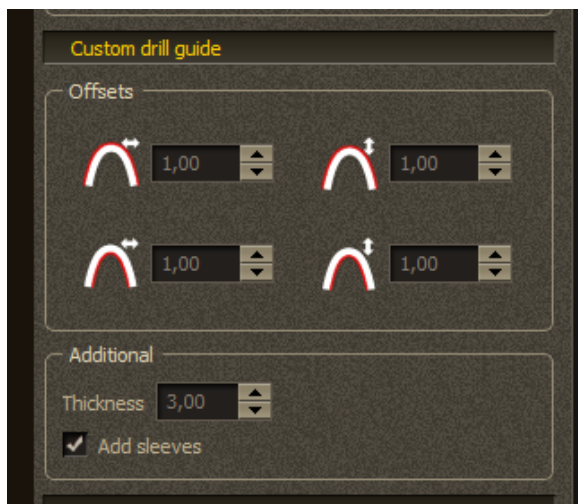 Custom drill guide
Offsets
1,00 1,00
1,00 1,00
Additional
Thickness 3,00
Add sleeves